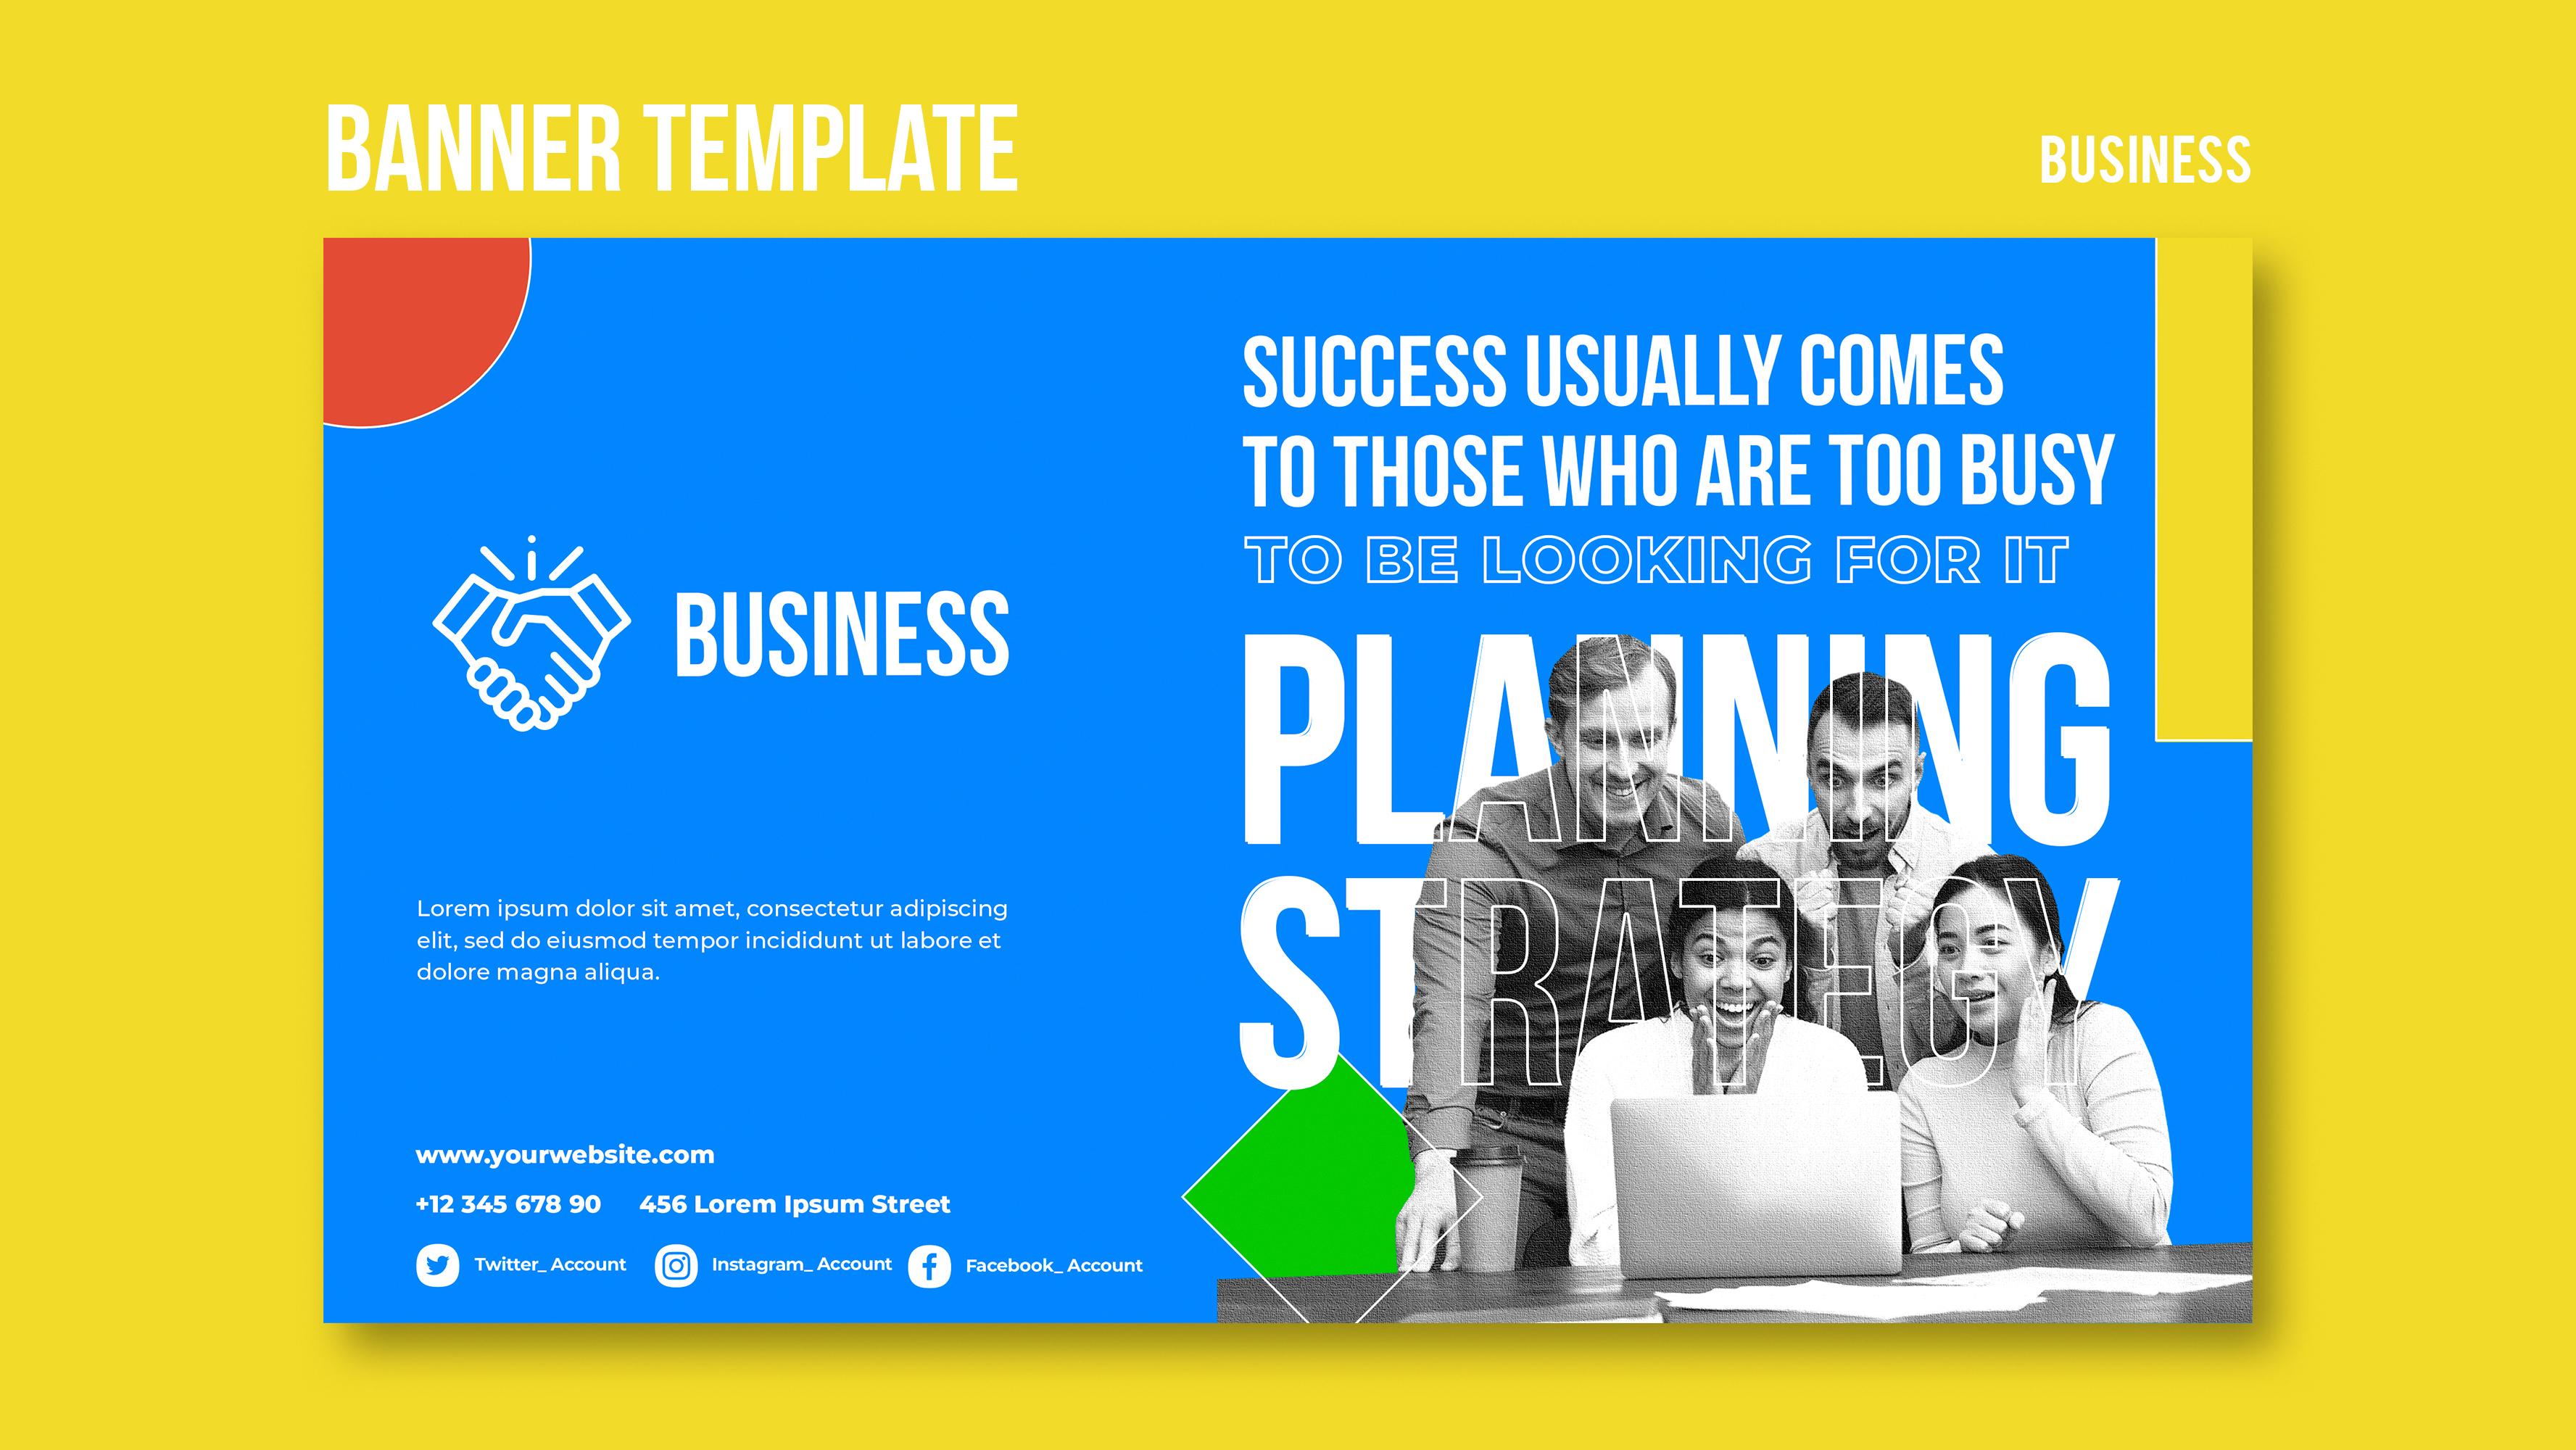 BANNER TEMPLATE
BUSINESS
SUCCESS USUALLY COMES
TO THOSE WHO ARE TOO BUSY
TO BE LOOKING FOR IT
PLANNING
STRATEGY
BUSINESS
Lorem ipsum dolor sit amet, consectetur adipiscing
elit, sed do eiusmod tempor incididunt ut labore et
dolore magna aliqua.
www.yourwebsite.com
+12 345 678 90 456 Lorem Ipsum Street
Twitter_ Account Instagram_ Account Facebook_ Account